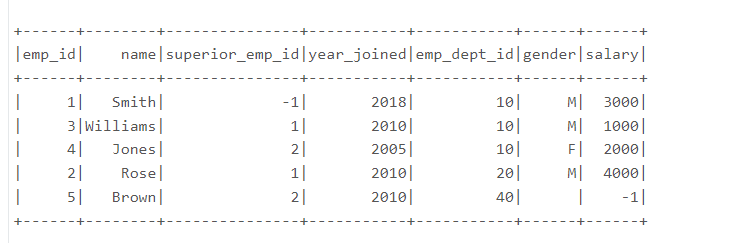 +------+--------+---------------+-----------+-----------+------+------+
|emp_id|    name|superior_emp_id|year_joined|emp_dept_id|gender|salary|
+------+--------+---------------+-----------+-----------+------+------+
|     1|   Smith|             -1|       2018|         10|     M|  3000|
|     3|Williams|              1|       2010|         10|     M|  1000|
|     4|   Jones|              2|       2005|         10|     F|  2000|
|     2|    Rose|              1|       2010|         20|     M|  4000|
|     5|   Brown|              2|       2010|         40|      |    -1|
+------+--------+---------------+-----------+-----------+------+------+